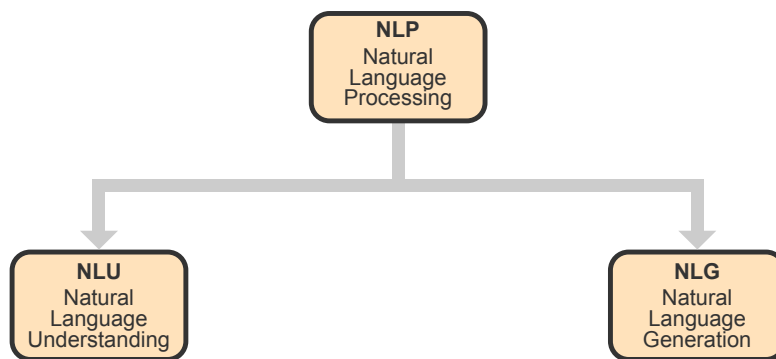 NLP
Natural
Language
Processing
NLU
Natural
Language
Understanding
NLG
Natural
Language
Generation